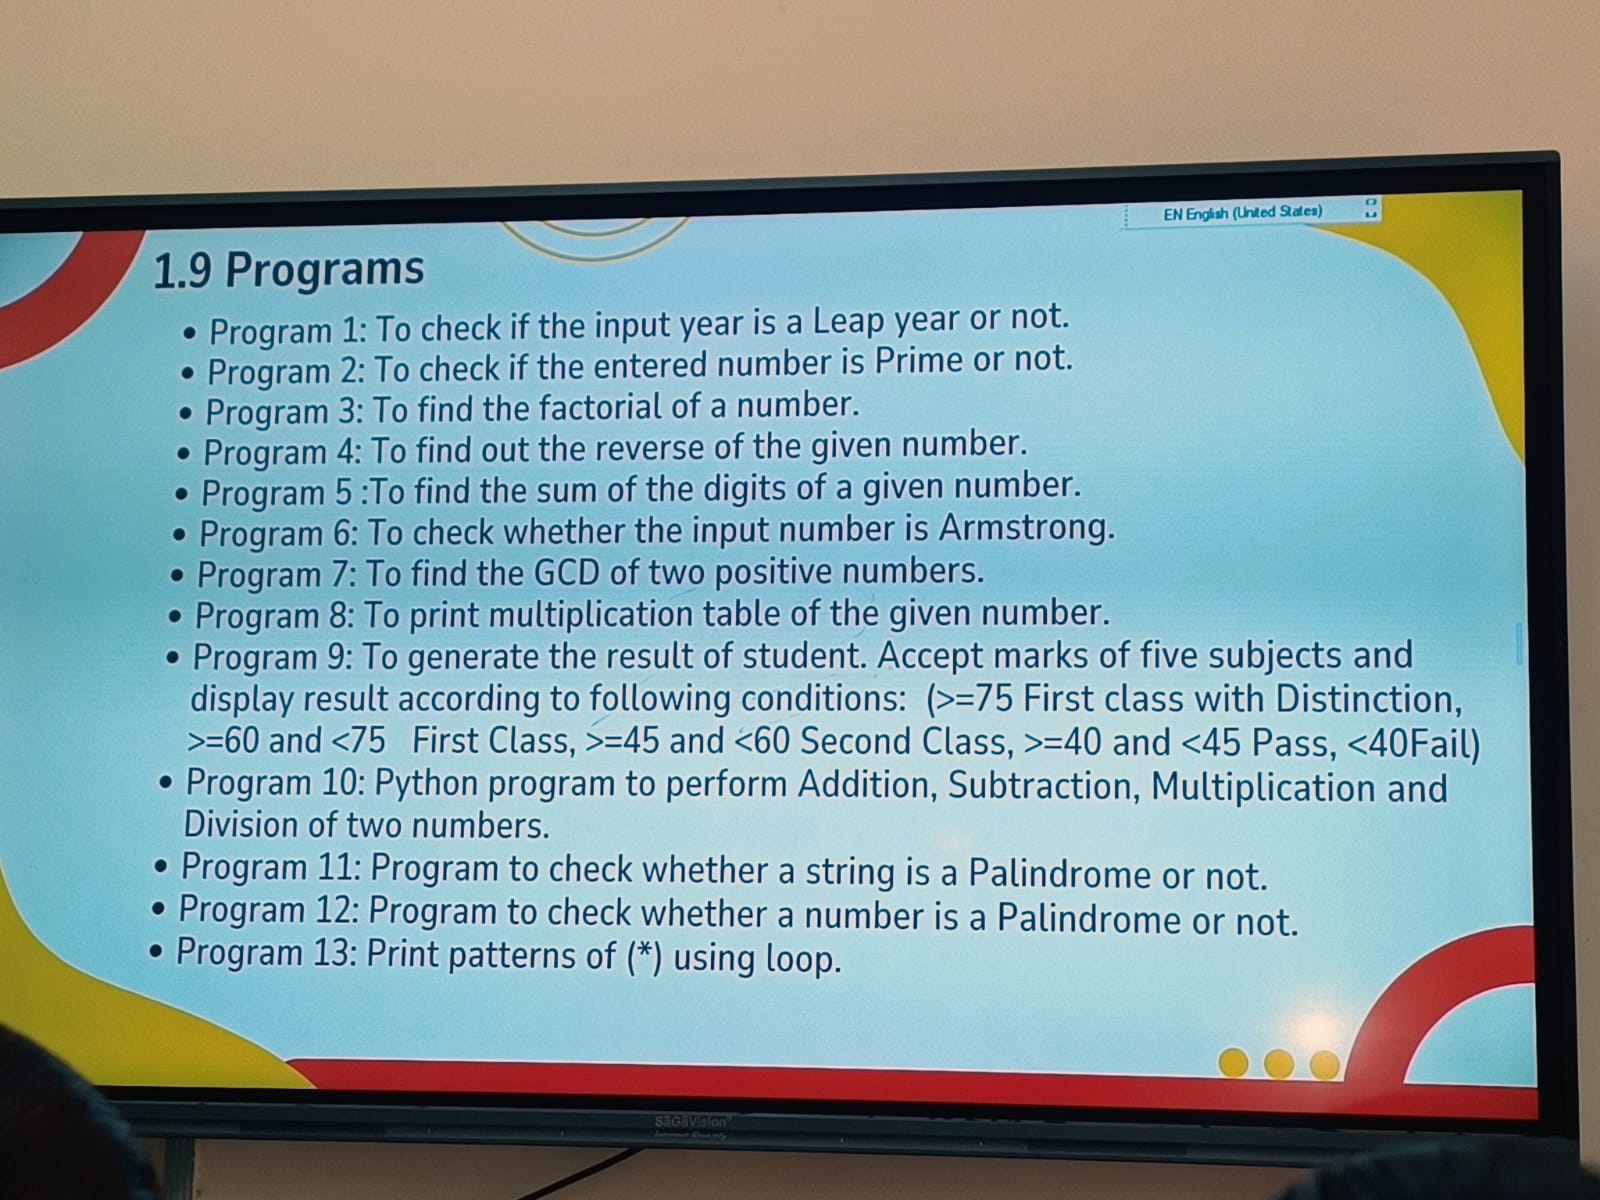 EN English (United States)
1.9 Programs
• Program 1: To check if the input year is a Leap year or not.
• Program 2: To check if the entered number is Prime or not.
• Program 3: To find the factorial of a number.
• Program 4: To find out the reverse of the given number.
• Program 5 :To find the sum of the digits of a given number.
• Program 6: To check whether the input number is Armstrong.
• Program 7: To find the GCD of two positive numbers.
• Program 8: To print multiplication table of the given number.
• Program 9: To generate the result of student. Accept marks of five subjects and
display result according to following conditions: (>=75 First class with Distinction,
>=60 and <75 First Class, >=45 and <60 Second Class, >=40 and <45 Pass, <40Fail)
• Program 10: Python program to perform Addition, Subtraction, Multiplication and
Division of two numbers.
• Program 11: Program to check whether a string is a Palindrome or not.
• Program 12: Program to check whether a number is a Palindrome or not.
• Program 13: Print patterns of (*) using loop.